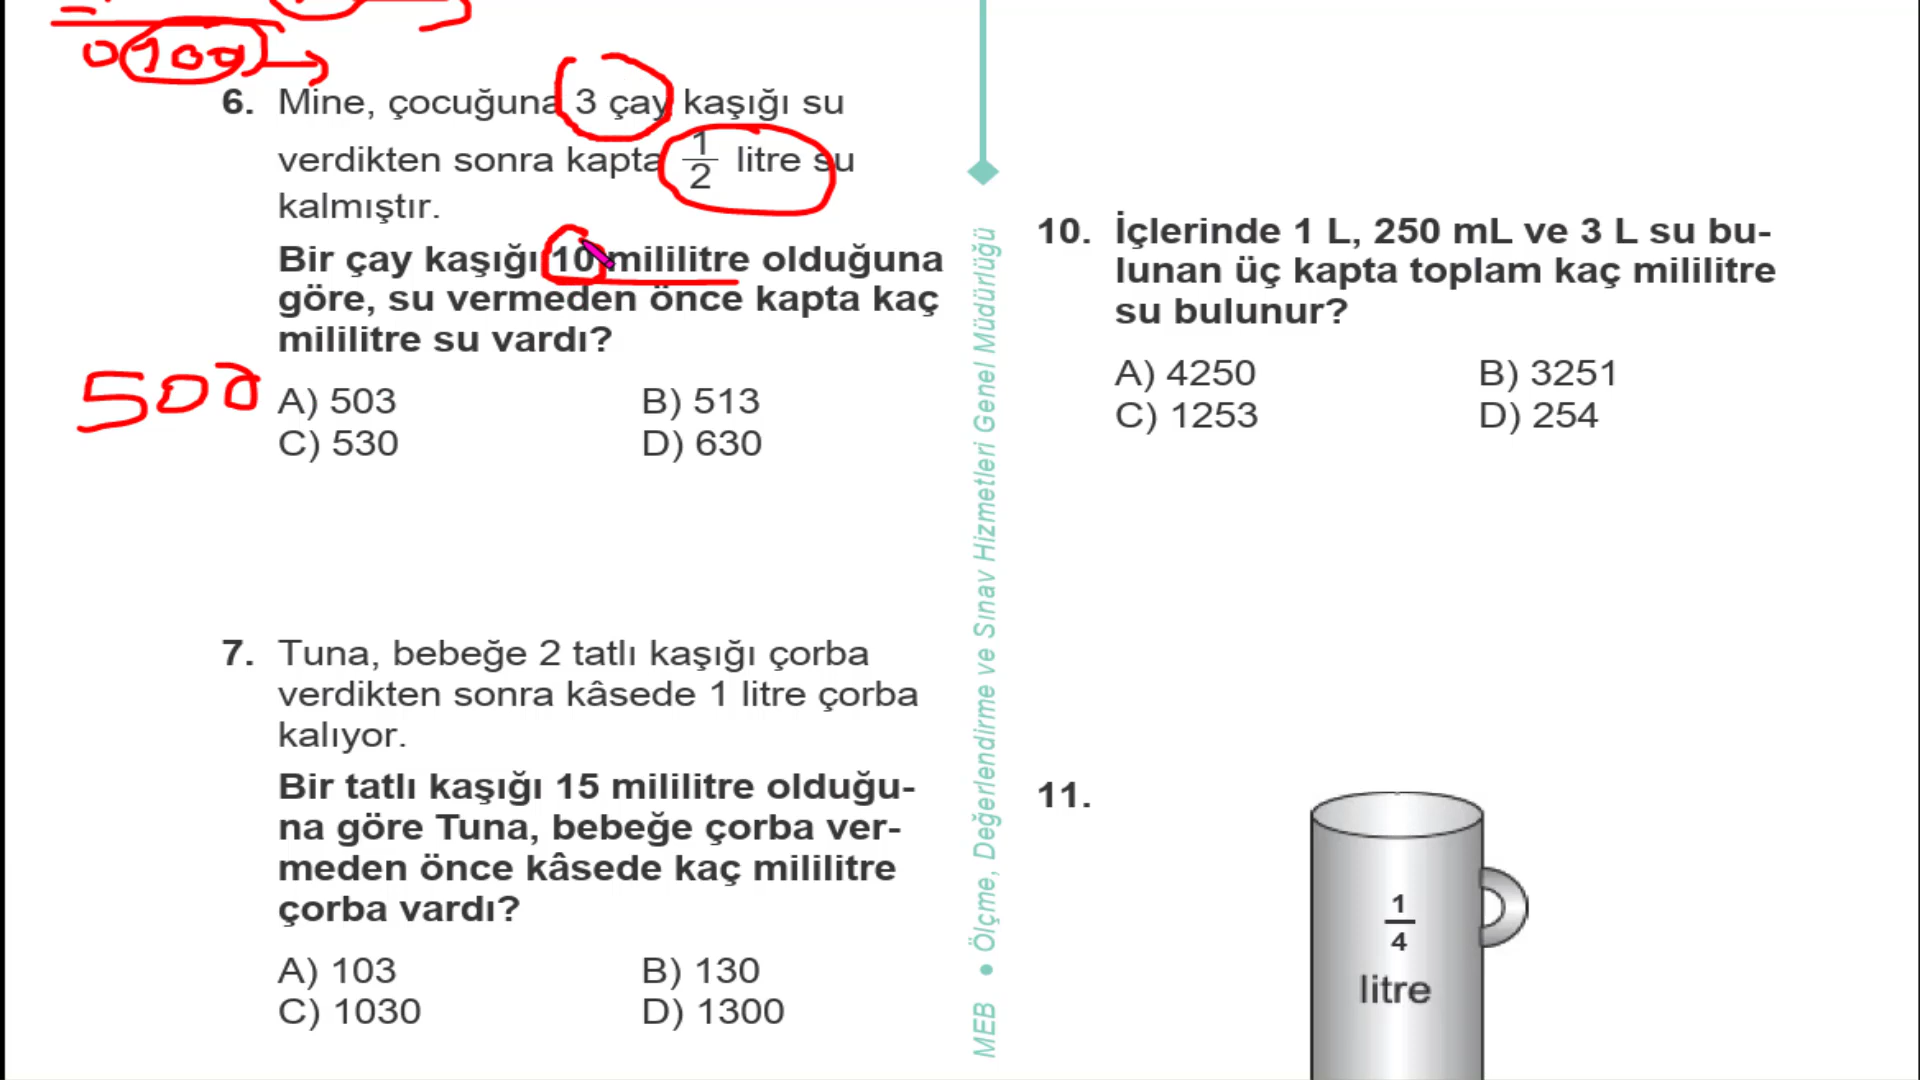 0 100
6. Mine, çocuğuna 3 çay kaşığı su
verdikten sonra kapta 1/2 litre su
kalmıştır.
Bir çay kaşığı 10 mililitre olduğuna
göre, su vermeden önce kapta kaç
mililitre su vardı?
500
A) 503 B) 513
C) 530 D) 630
7. Tuna, bebeğe 2 tatlı kaşığı çorba
verdikten sonra kâsede 1 litre çorba
kalıyor.
Bir tatlı kaşığı 15 mililitre olduğu-
na göre Tuna, bebeğe çorba ver-
meden önce kâsede kaç mililitre
çorba vardı?
A) 103 B) 130
C) 1030 D) 1300
MEB ● Ölçme, Değerlendirme ve Sınav Hizmetleri Genel Müdürlüğü
10. İçlerinde 1 L, 250 mL ve 3 L su bu-
lunan üç kapta toplam kaç mililitre
su bulunur?
A) 4250 B) 3251
C) 1253 D) 254
11.
1/4
litre